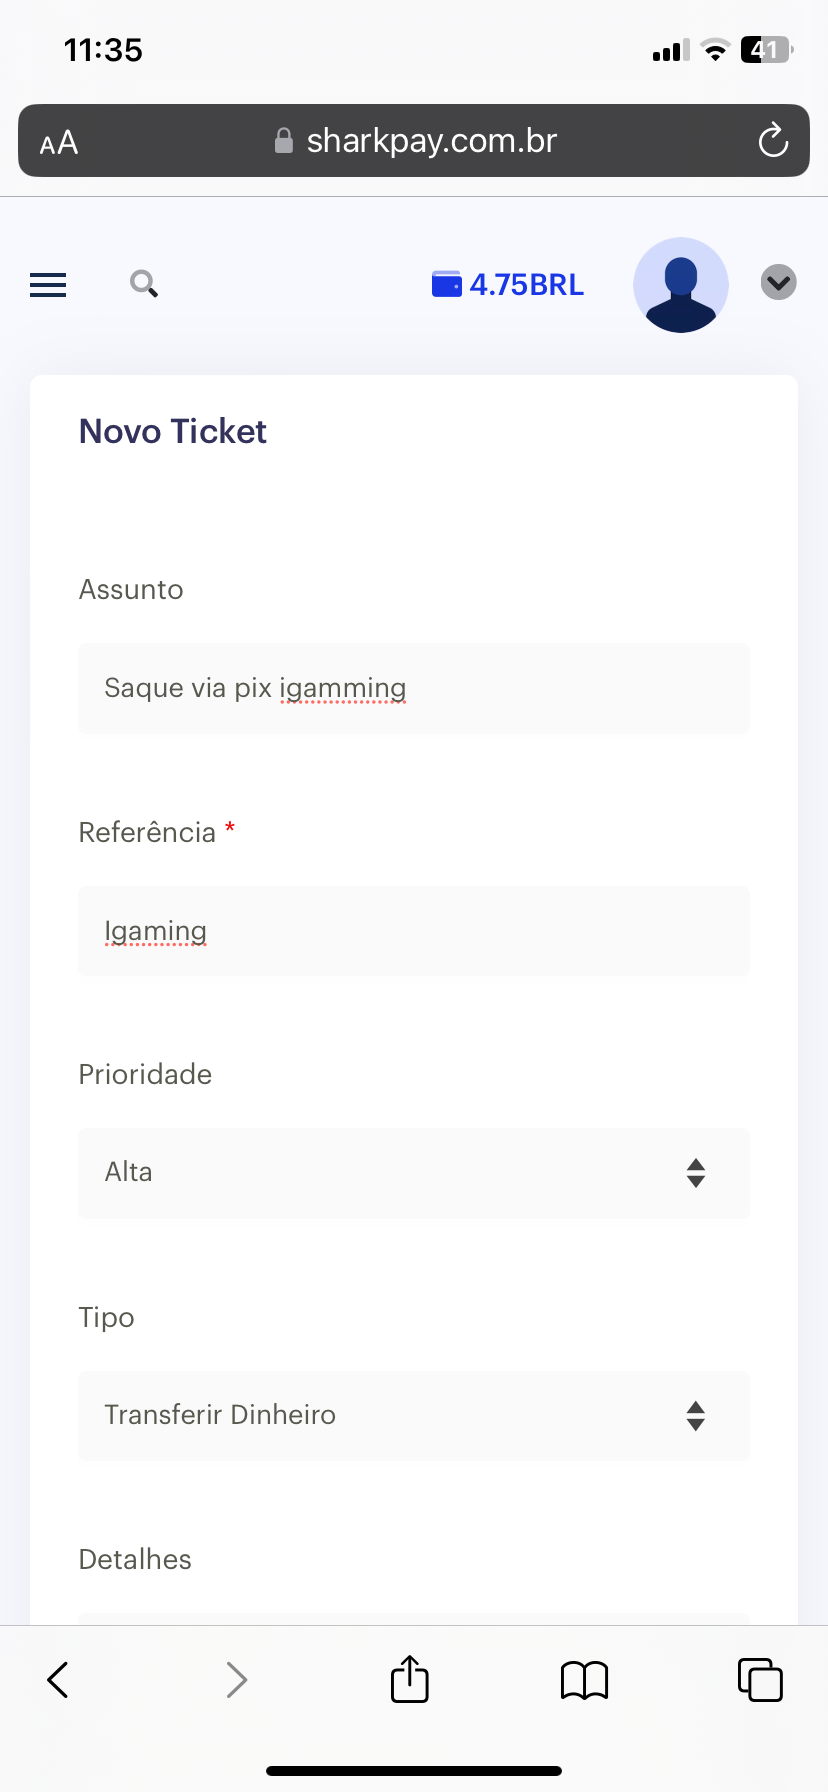 11:35
41
AA
sharkpay.com.br
4.75BRL
Novo Ticket
Assunto
Saque via pix igamming
Referência *
Igaming
Prioridade
Alta
Tipo
Transferir Dinheiro
Detalhes